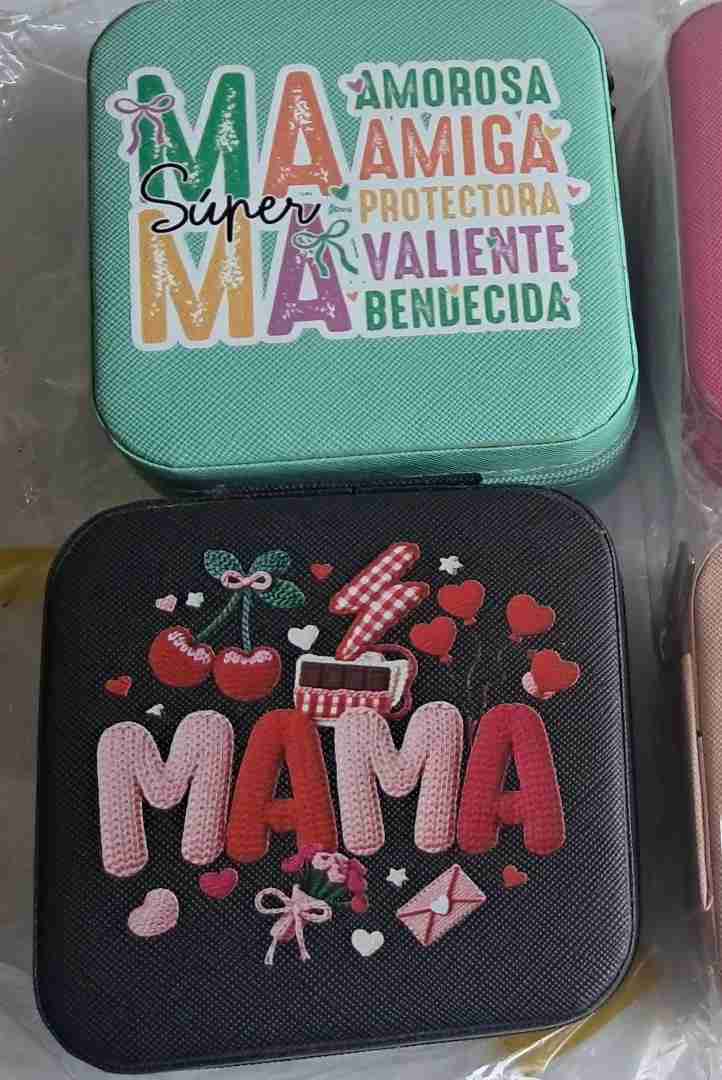 MA AMOROSA
AMIGA
Súper PROTECTORA
MA VALIENTE
BENDECIDA
MAMA